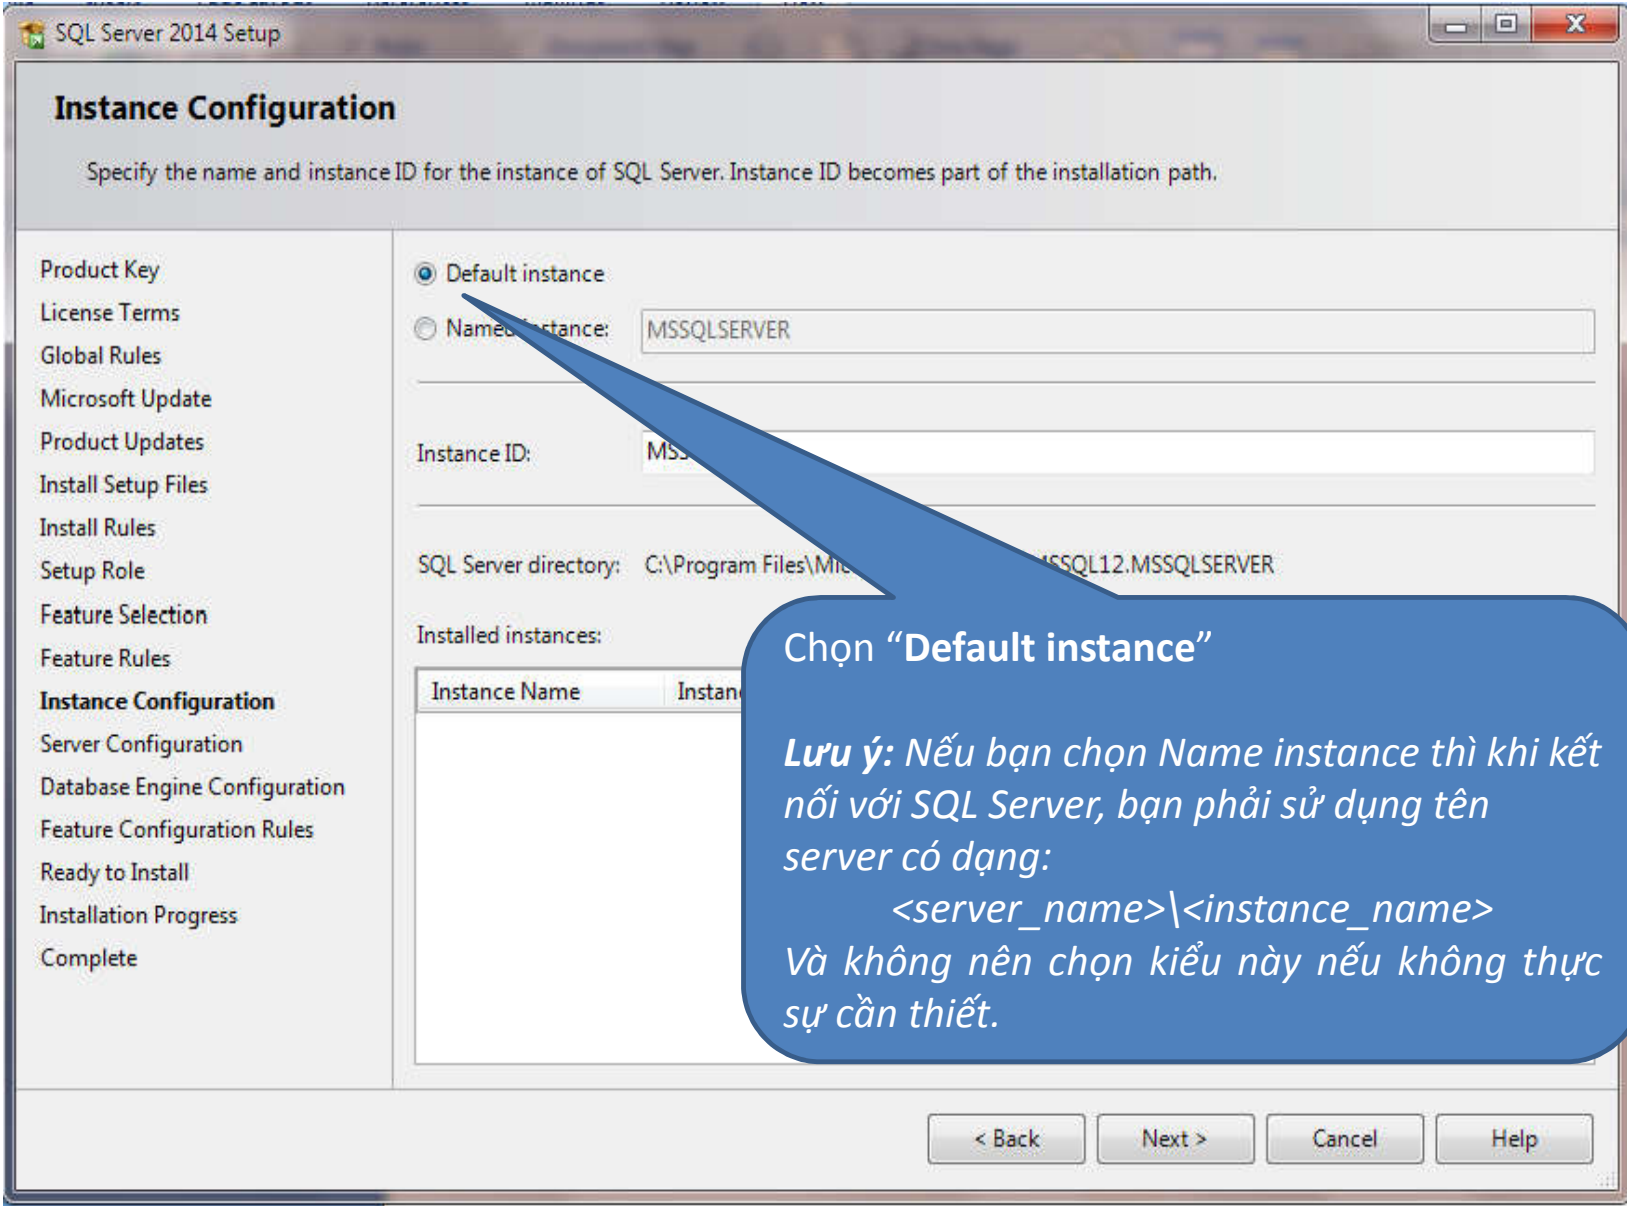 SQL Server 2014 Setup
Instance Configuration
Specify the name and instance ID for the instance of SQL Server. Instance ID becomes part of the installation path.
Product Key
License Terms
Global Rules
Microsoft Update
Product Updates
Install Setup Files
Install Rules
Setup Role
Feature Selection
Feature Rules
Instance Configuration
Server Configuration
Database Engine Configuration
Feature Configuration Rules
Ready to Install
Installation Progress
Complete
Default instance
Named instance: MSSQLSERVER
Instance ID:
SQL Server directory: C:\Program Files\ MSSQL12.MSSQLSERVER
Installed instances:
Instance Name
Chọn “Default instance”
Lưu ý: Nếu bạn chọn Name instance thì khi kết
nối với SQL Server, bạn phải sử dụng tên
server có dạng:
<server_name>\<instance_name>
Và không nên chọn kiểu này nếu không thực
sự cần thiết.
< Back
Next >
Cancel
Help